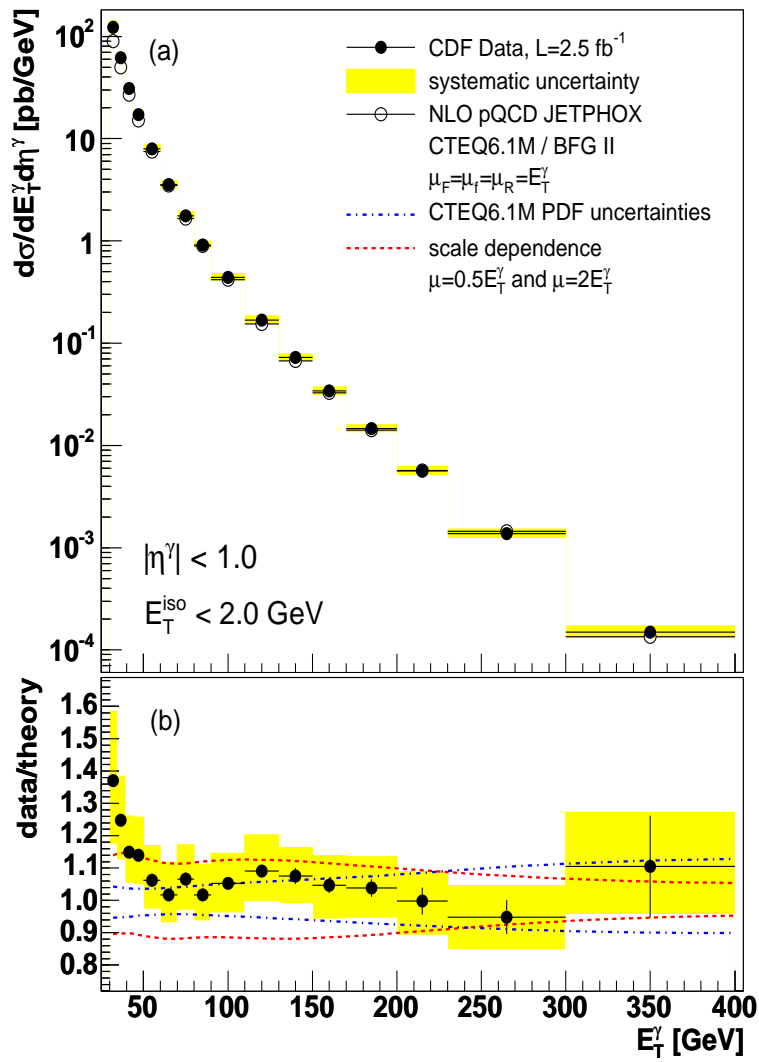 dσ/dE_T^γdη^γ [pb/GeV]
10^2
10
1
10^-1
10^-2
10^-3
10^-4
(a)
CDF Data, L=2.5 fb^-1
systematic uncertainty
NLO pQCD JETPHOX
CTEQ6.1M / BFG II
μ_F=μ_f=μ_R=E_T^γ
CTEQ6.1M PDF uncertainties
scale dependence
μ=0.5E_T^γ and μ=2E_T^γ
|η^γ| < 1.0
E_T^iso < 2.0 GeV
data/theory
1.6
1.5
1.4
1.3
1.2
1.1
1.0
0.9
0.8
(b)
50 100 150 200 250 300 350 400
E_T^γ [GeV]